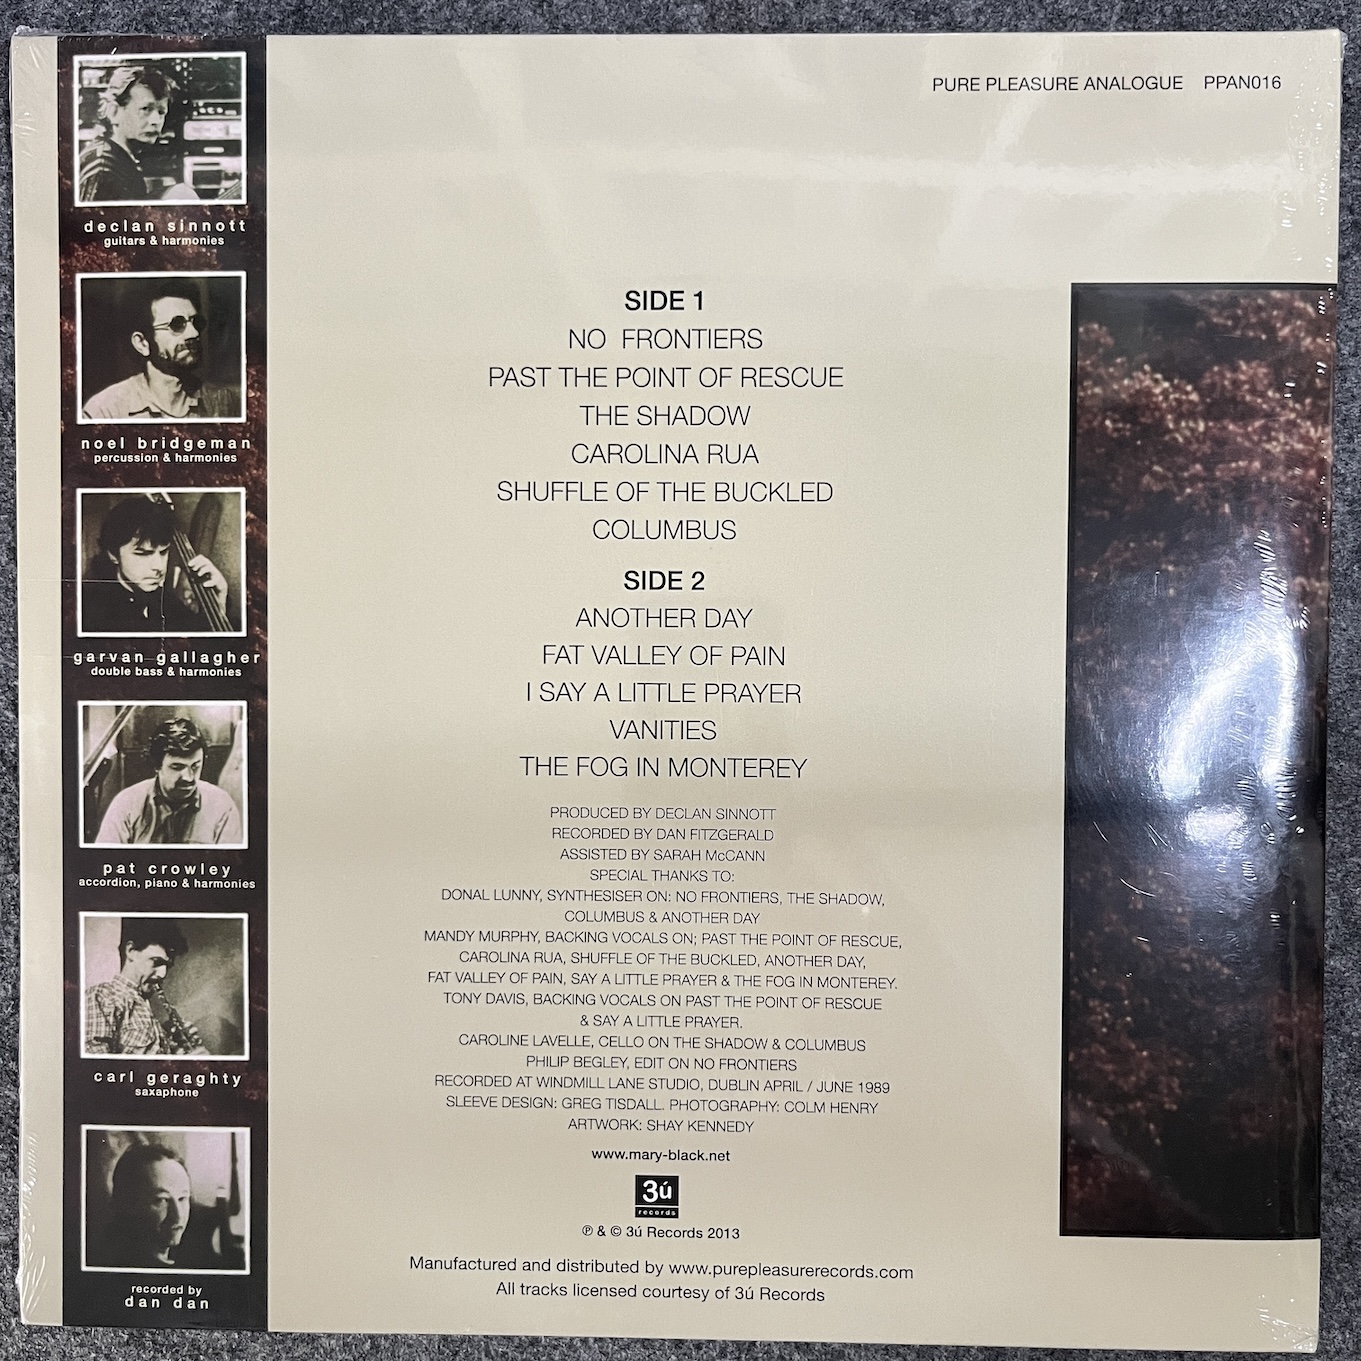 PURE PLEASURE ANALOGUE PPAN016
declan sinnott
guitars & harmonies
noel bridgeman
percussion & harmonies
garvan gallagher
double bass & harmonies
pat crowley
accordion, piano & harmonies
carl geraghty
saxaphone
recorded by
dan dan
SIDE 1
NO FRONTIERS
PAST THE POINT OF RESCUE
THE SHADOW
CAROLINA RUA
SHUFFLE OF THE BUCKLED
COLUMBUS
SIDE 2
ANOTHER DAY
FAT VALLEY OF PAIN
I SAY A LITTLE PRAYER
VANITIES
THE FOG IN MONTEREY
PRODUCED BY DECLAN SINNOTT
RECORDED BY DAN FITZGERALD
ASSISTED BY SARAH McCANN
SPECIAL THANKS TO:
DONAL LUNNY, SYNTHESISER ON: NO FRONTIERS, THE SHADOW,
COLUMBUS & ANOTHER DAY
MANDY MURPHY, BACKING VOCALS ON; PAST THE POINT OF RESCUE,
CAROLINA RUA, SHUFFLE OF THE BUCKLED, ANOTHER DAY,
FAT VALLEY OF PAIN, SAY A LITTLE PRAYER & THE FOG IN MONTEREY.
TONY DAVIS, BACKING VOCALS ON PAST THE POINT OF RESCUE
& SAY A LITTLE PRAYER.
CAROLINE LAVELLE, CELLO ON THE SHADOW & COLUMBUS
PHILIP BEGLEY, EDIT ON NO FRONTIERS
RECORDED AT WINDMILL LANE STUDIO, DUBLIN APRIL / JUNE 1989
SLEEVE DESIGN: GREG TISDALL. PHOTOGRAPHY: COLM HENRY
ARTWORK: SHAY KENNEDY
www.mary-black.net
3ú
records
℗ & © 3ú Records 2013
Manufactured and distributed by www.purepleasurerecords.com
All tracks licensed courtesy of 3ú Records